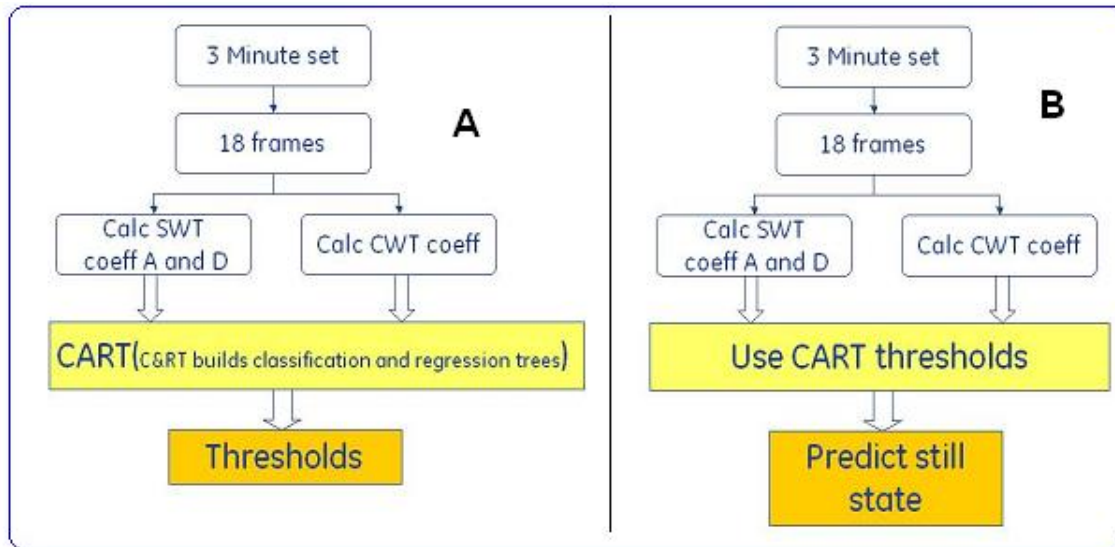 3 Minute set
18 frames
A
Calc SWT
coeff A and D
Calc CWT coeff
CART(C&RT builds classification and regression trees)
Thresholds
3 Minute set
B
18 frames
Calc SWT
coeff A and D
Calc CWT coeff
Use CART thresholds
Predict still
state